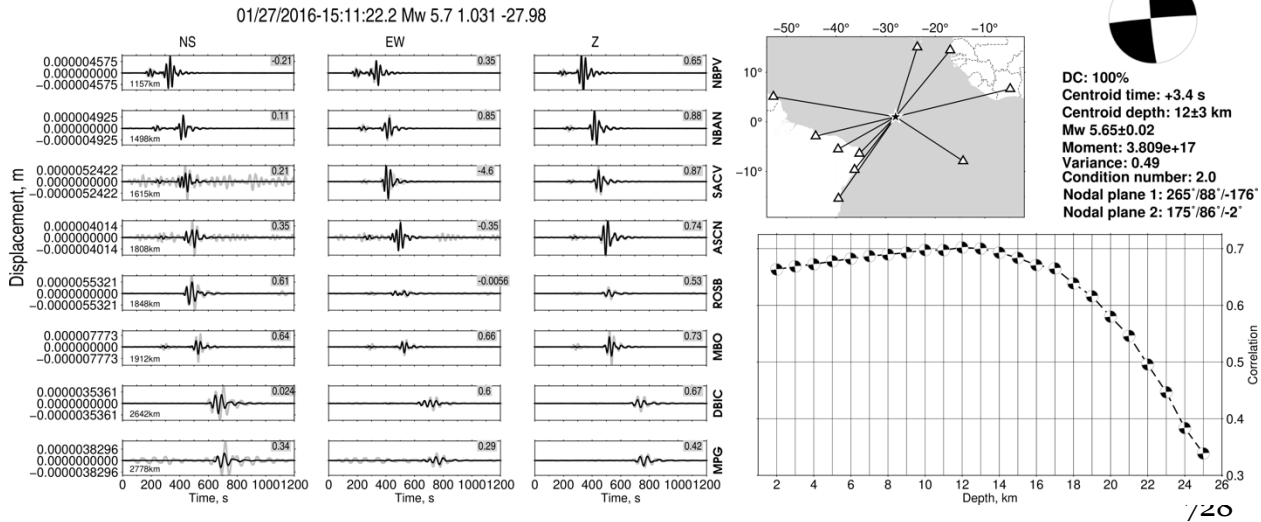 01/27/2016-15:11:22.2 Mw 5.7 1.031 -27.98
NS EW Z
0.000004575 -0.21 0.35 0.65
0.000000000 NBPV
−0.000004575 1157km
0.000004925 0.11 0.85 0.88
0.000000000 NBAN
−0.000004925 1498km
0.0000052422 0.21 -4.6 0.87
0.0000000000 SACV
−0.0000052422 1615km
0.000004014 0.35 -0.35 0.74
0.000000000 ASCN
−0.000004014 1808km
0.0000055321 0.61 -0.0056 0.53
0.0000000000 ROSB
−0.0000055321 1848km
0.000007773 0.64 0.66 0.73
0.000000000 MBO
−0.000007773 1912km
0.0000035361 0.024 0.6 0.67
0.0000000000 DBIC
−0.0000035361 2642km
0.0000038296 0.34 0.29 0.42
0.0000000000 MPG
−0.0000038296 2778km
Displacement, m
0 200 400 600 800 10001200
0 200 400 600 800 10001200
0 200 400 600 800 10001200
Time, s Time, s Time, s
−50° −40° −30° −20° −10°
10°
0°
−10°
DC: 100%
Centroid time: +3.4 s
Centroid depth: 12±3 km
Mw 5.65±0.02
Moment: 3.809e+17
Variance: 0.49
Condition number: 2.0
Nodal plane 1: 265°/88°/-176°
Nodal plane 2: 175°/86°/-2°
0.7
0.6
0.5
0.4
0.3
Correlation
2 4 6 8 10 12 14 16 18 20 22 24 26
Depth, km